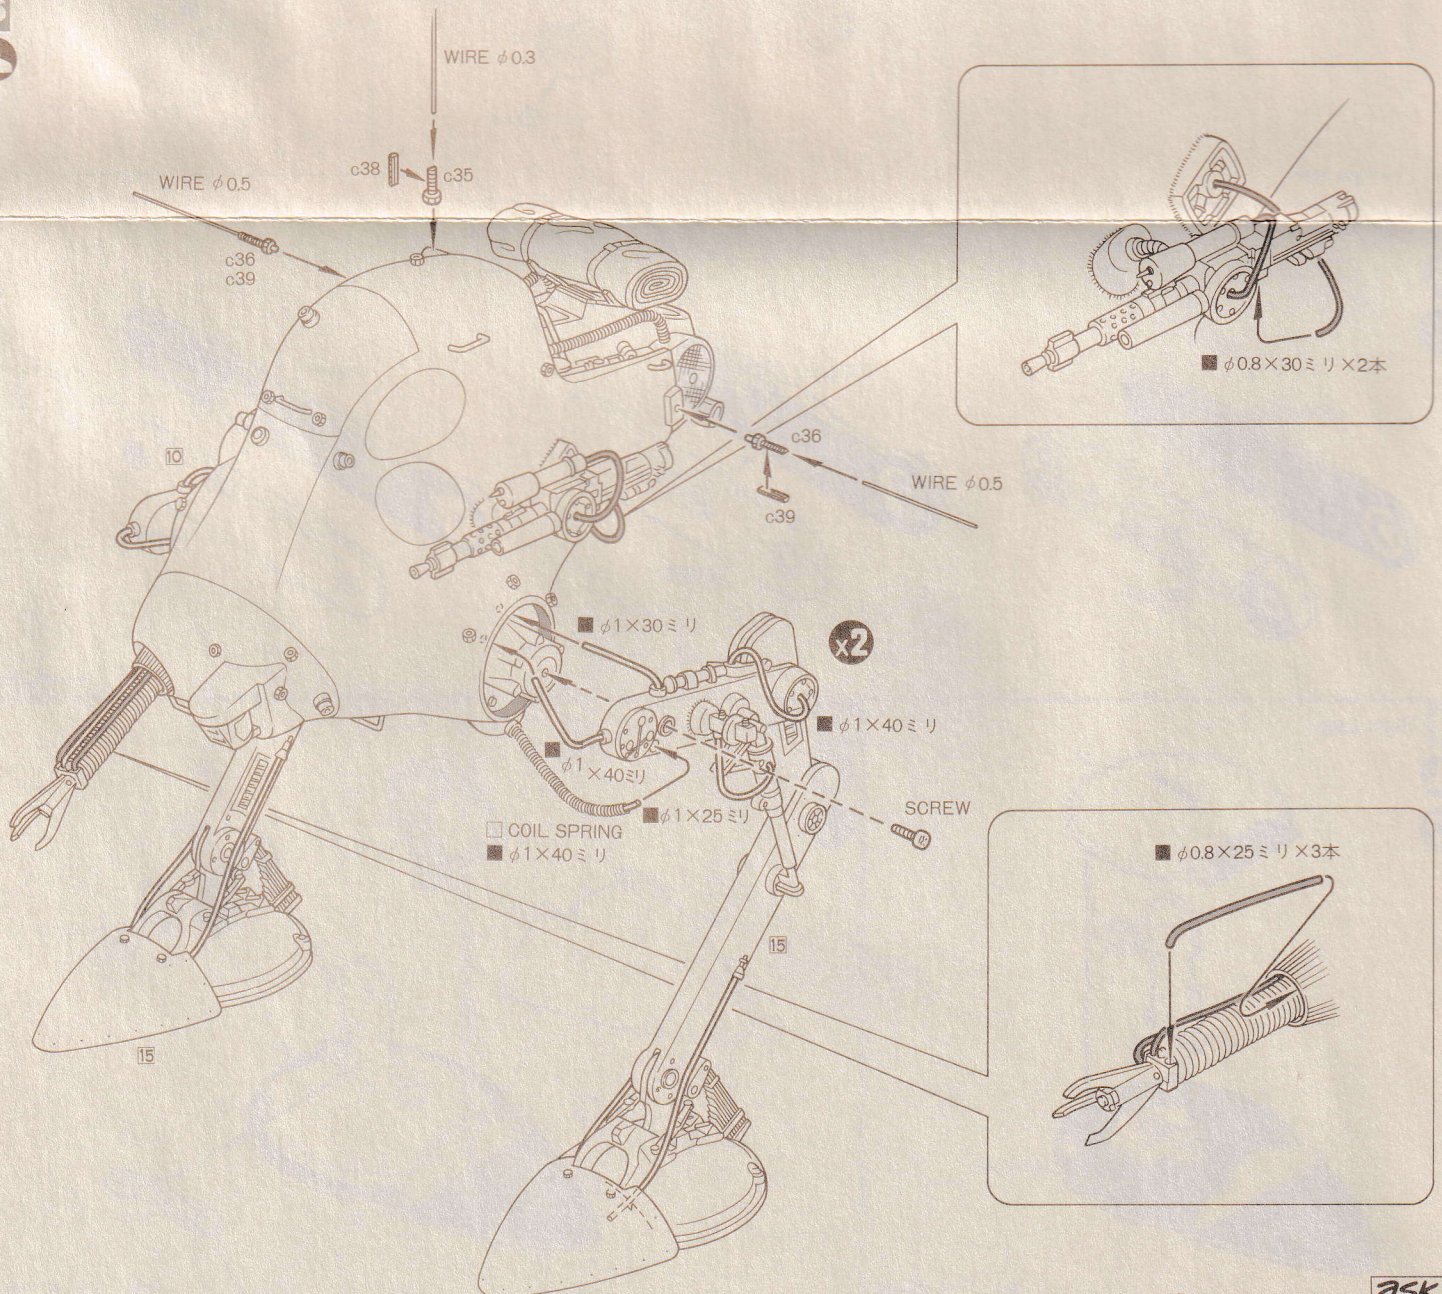 WIRE φ0.3
c38
c35
WIRE φ0.5
c36
c39
■ φ0.8×30ミリ×2本
10
c36
WIRE φ0.5
c39
■ φ1×30ミリ
x2
■ φ1×40ミリ
■ φ1×40ミリ
■ φ1×25ミリ
SCREW
□ COIL SPRING
■ φ1×40ミリ
■ φ0.8×25ミリ×3本
15
15
ask